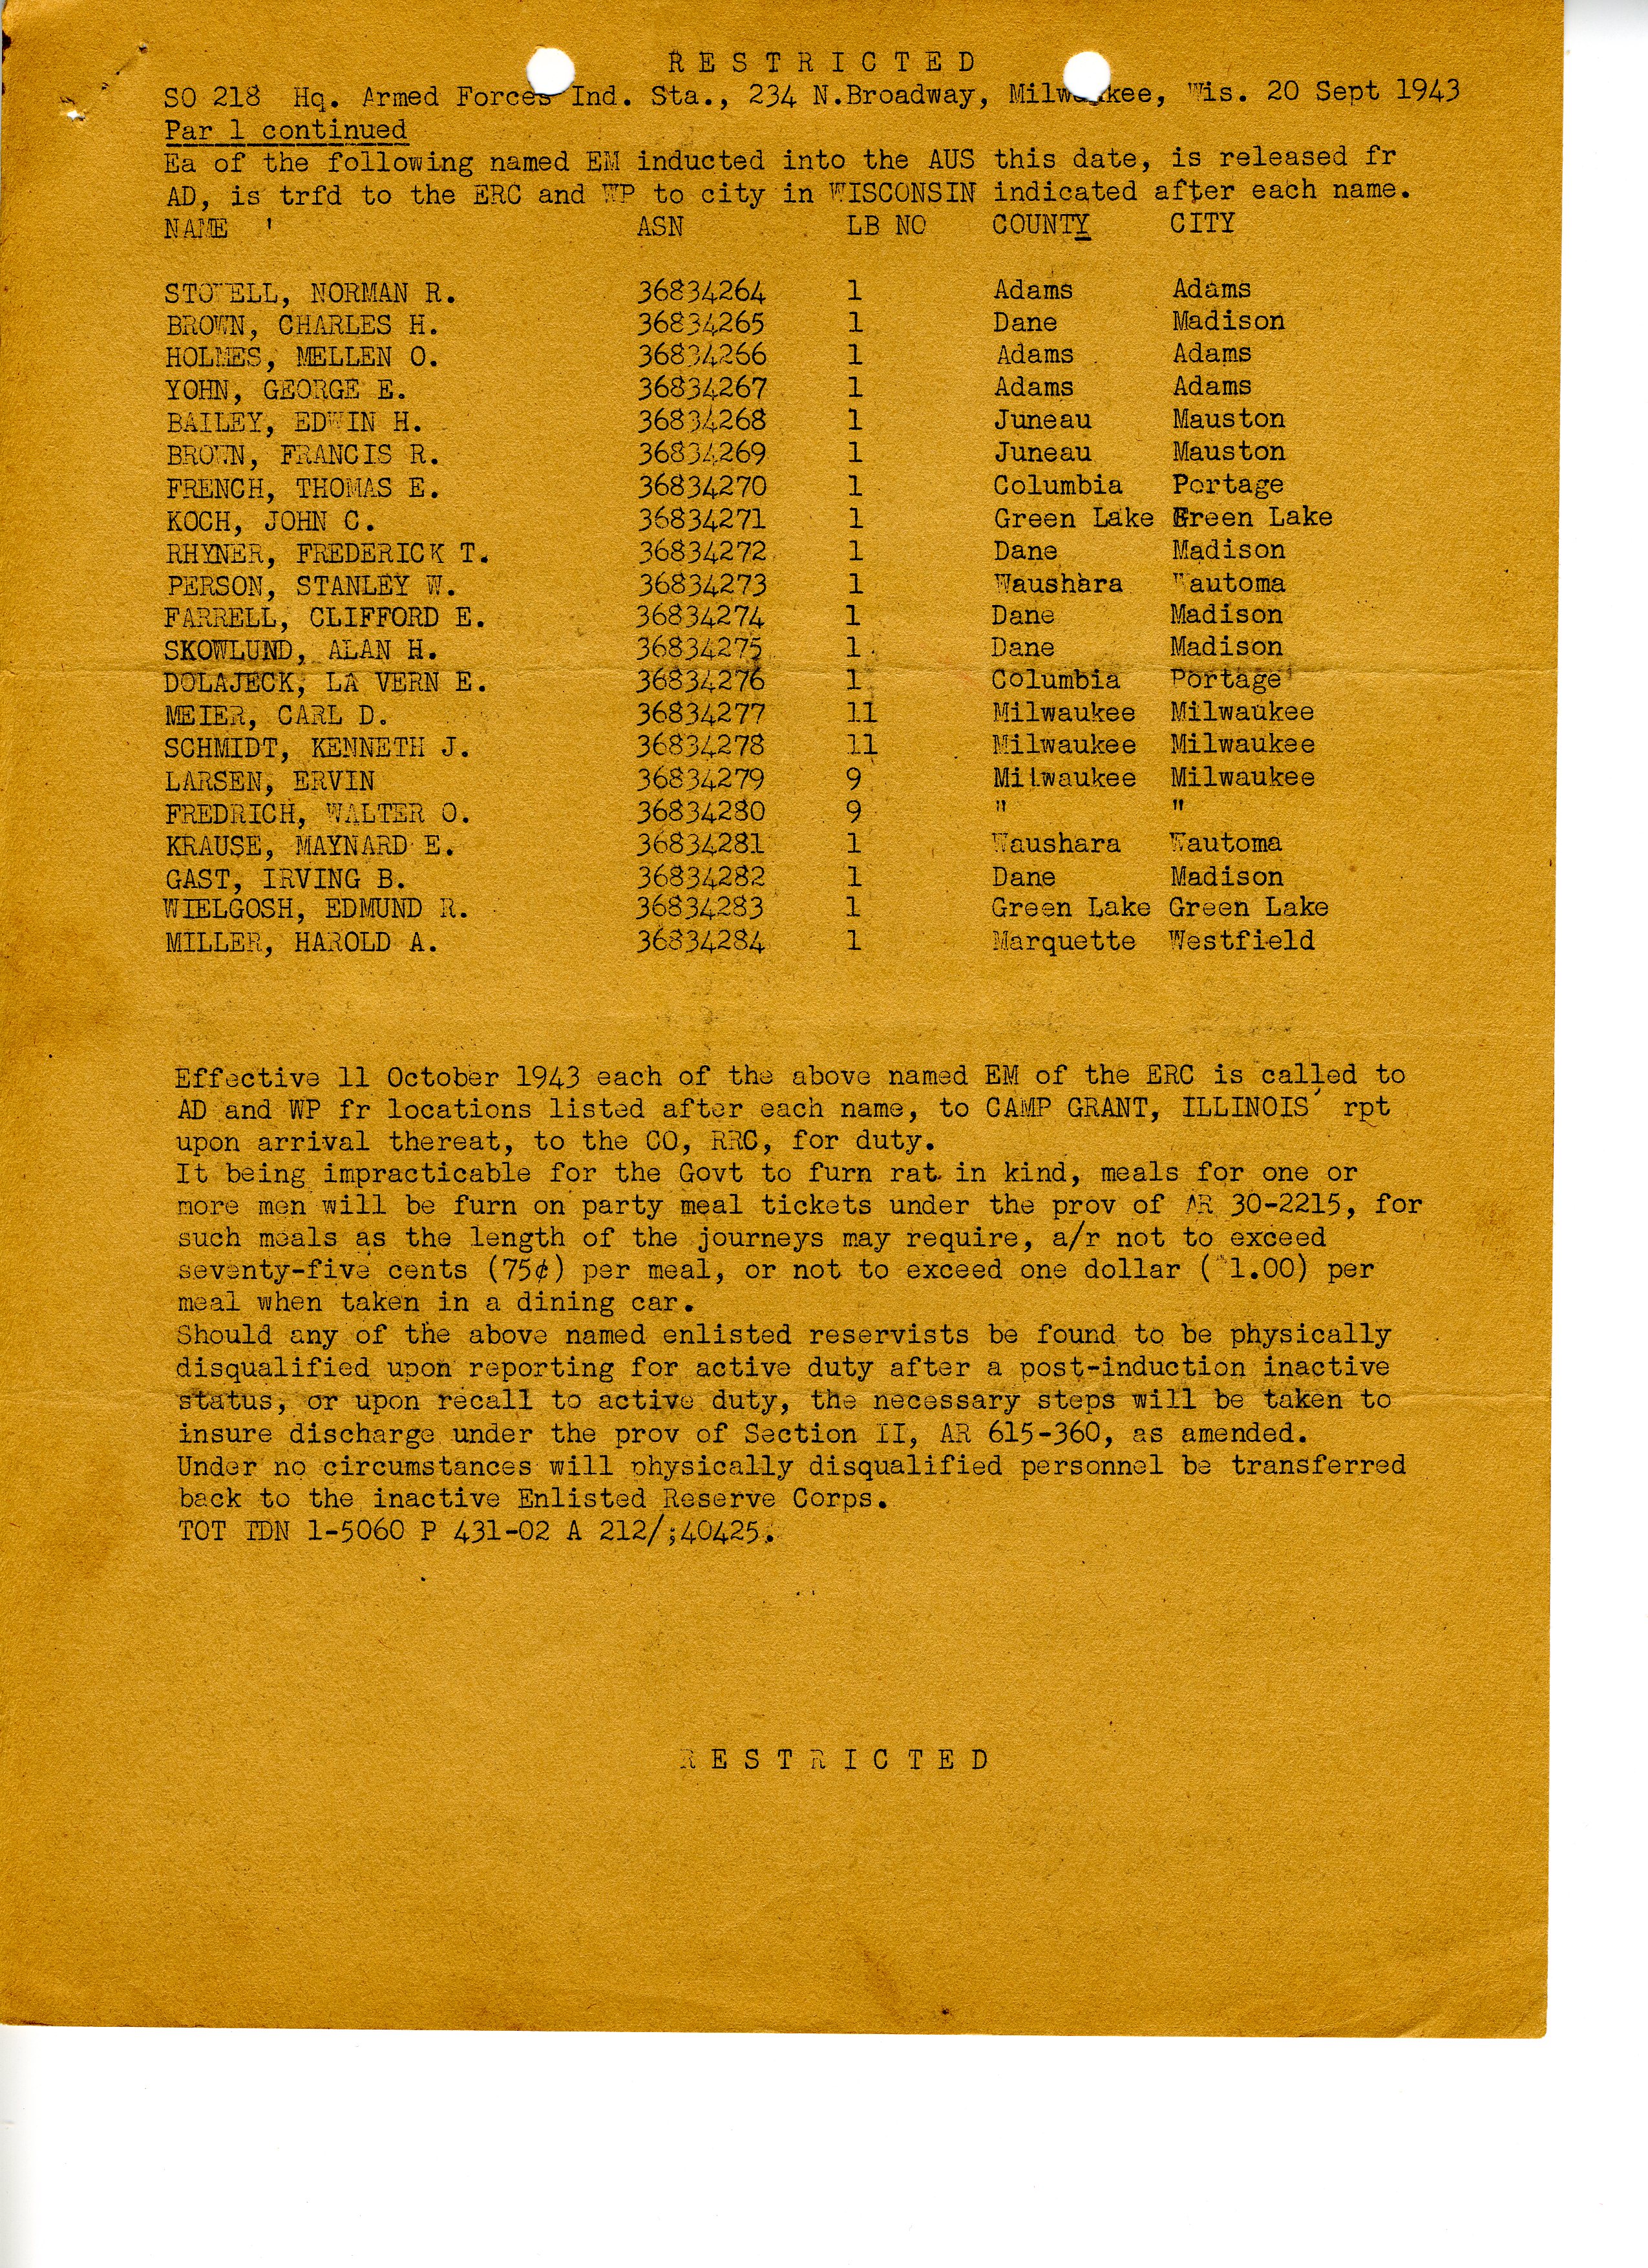 RESTRICTED
SO 218 Hq. Armed Forces Ind. Sta., 234 N.Broadway, Milwaukee, Wis. 20 Sept 1943
Par 1 continued
Ea of the following named EM inducted into the AUS this date, is released fr
AD, is trfd to the ERC and WP to city in WISCONSIN indicated after each name.
NAME ASN LB NO COUNTY CITY
STOWELL, NORMAN R. 36834264 1 Adams Adams
BROWN, CHARLES H. 36834265 1 Dane Madison
HOLMES, MELLEN O. 36834266 1 Adams Adams
YOHN, GEORGE E. 36834267 1 Adams Adams
BAILEY, EDWIN H. 36834268 1 Juneau Mauston
BROWN, FRANCIS R. 36834269 1 Juneau Mauston
FRENCH, THOMAS E. 36834270 1 Columbia Portage
KOCH, JOHN C. 36834271 1 Green Lake Green Lake
RHYNER, FREDERICK T. 36834272 1 Dane Madison
PERSON, STANLEY W. 36834273 1 Waushara Wautoma
FARRELL, CLIFFORD E. 36834274 1 Dane Madison
SKOWLUND, ALAN H. 36834275 1 Dane Madison
DOLAJECK, LA VERN E. 36834276 1 Columbia Portage
MEIER, CARL D. 36834277 11 Milwaukee Milwaukee
SCHMIDT, KENNETH J. 36834278 11 Milwaukee Milwaukee
LARSEN, ERVIN 36834279 9 Milwaukee Milwaukee
FREDRICH, WALTER O. 36834280 9 " "
KRAUSE, MAYNARD E. 36834281 1 Waushara Wautoma
GAST, IRVING B. 36834282 1 Dane Madison
WIELGOSH, EDMUND R. 36834283 1 Green Lake Green Lake
MILLER, HAROLD A. 36834284 1 Marquette Westfield
Effective 11 October 1943 each of the above named EM of the ERC is called to
AD and WP fr locations listed after each name, to CAMP GRANT, ILLINOIS rpt
upon arrival thereat, to the CO, RRC, for duty.
It being impracticable for the Govt to furn rat in kind, meals for one or
more men will be furn on party meal tickets under the prov of AR 30-2215, for
such meals as the length of the journeys may require, a/r not to exceed
seventy-five cents (75¢) per meal, or not to exceed one dollar ($1.00) per
meal when taken in a dining car.
Should any of the above named enlisted reservists be found to be physically
disqualified upon reporting for active duty after a post-induction inactive
status, or upon recall to active duty, the necessary steps will be taken to
insure discharge under the prov of Section II, AR 615-360, as amended.
Under no circumstances will physically disqualified personnel be transferred
back to the inactive Enlisted Reserve Corps.
TOT TDN 1-5060 P 431-02 A 212/;40425.
RESTRICTED